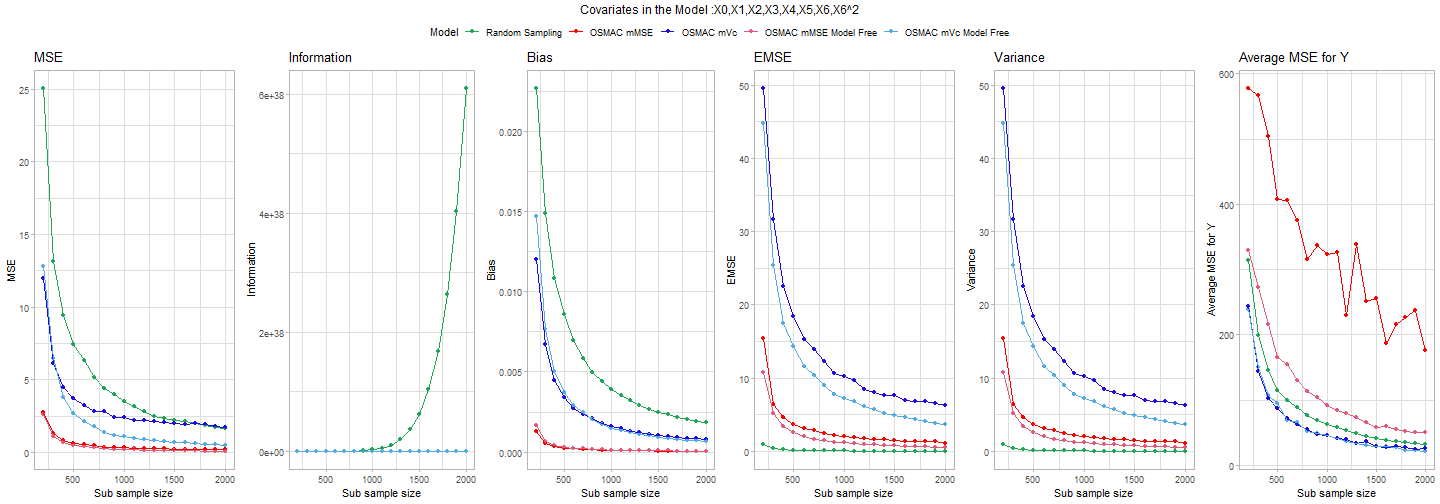 Covariates in the Model :X0,X1,X2,X3,X4,X5,X6,X6^2
Model Random Sampling OSMAC mMSE OSMAC mVc OSMAC mMSE Model Free OSMAC mVc Model Free
MSE
MSE
25
20
15
10
5
0
500 1000 1500 2000
Sub sample size
Information
Information
6e+38
4e+38
2e+38
0e+00
500 1000 1500 2000
Sub sample size
Bias
Bias
0.020
0.015
0.010
0.005
0.000
500 1000 1500 2000
Sub sample size
EMSE
EMSE
50
40
30
20
10
0
500 1000 1500 2000
Sub sample size
Variance
Variance
50
40
30
20
10
0
500 1000 1500 2000
Sub sample size
Average MSE for Y
Average MSE for Y
600
400
200
0
500 1000 1500 2000
Sub sample size